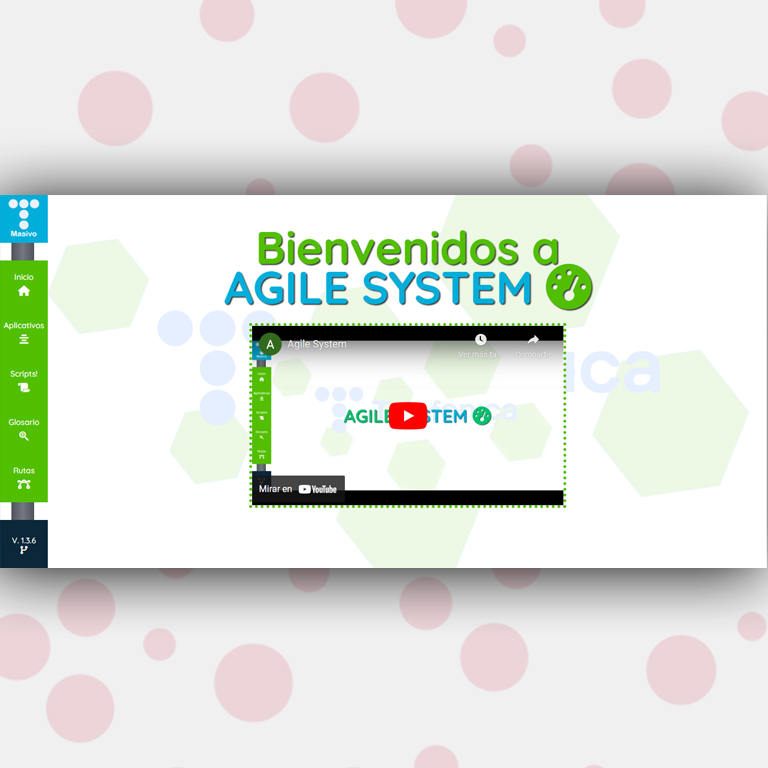 Masivo
Inicio
Aplicativos
Scripts!
Glosario
Rutas
V. 1.3.6
Bienvenidos a
AGILE SYSTEM
A
Agile System
Ver más ta
Compartir
AGILE SYSTEM
Mirar en YouTube
ica